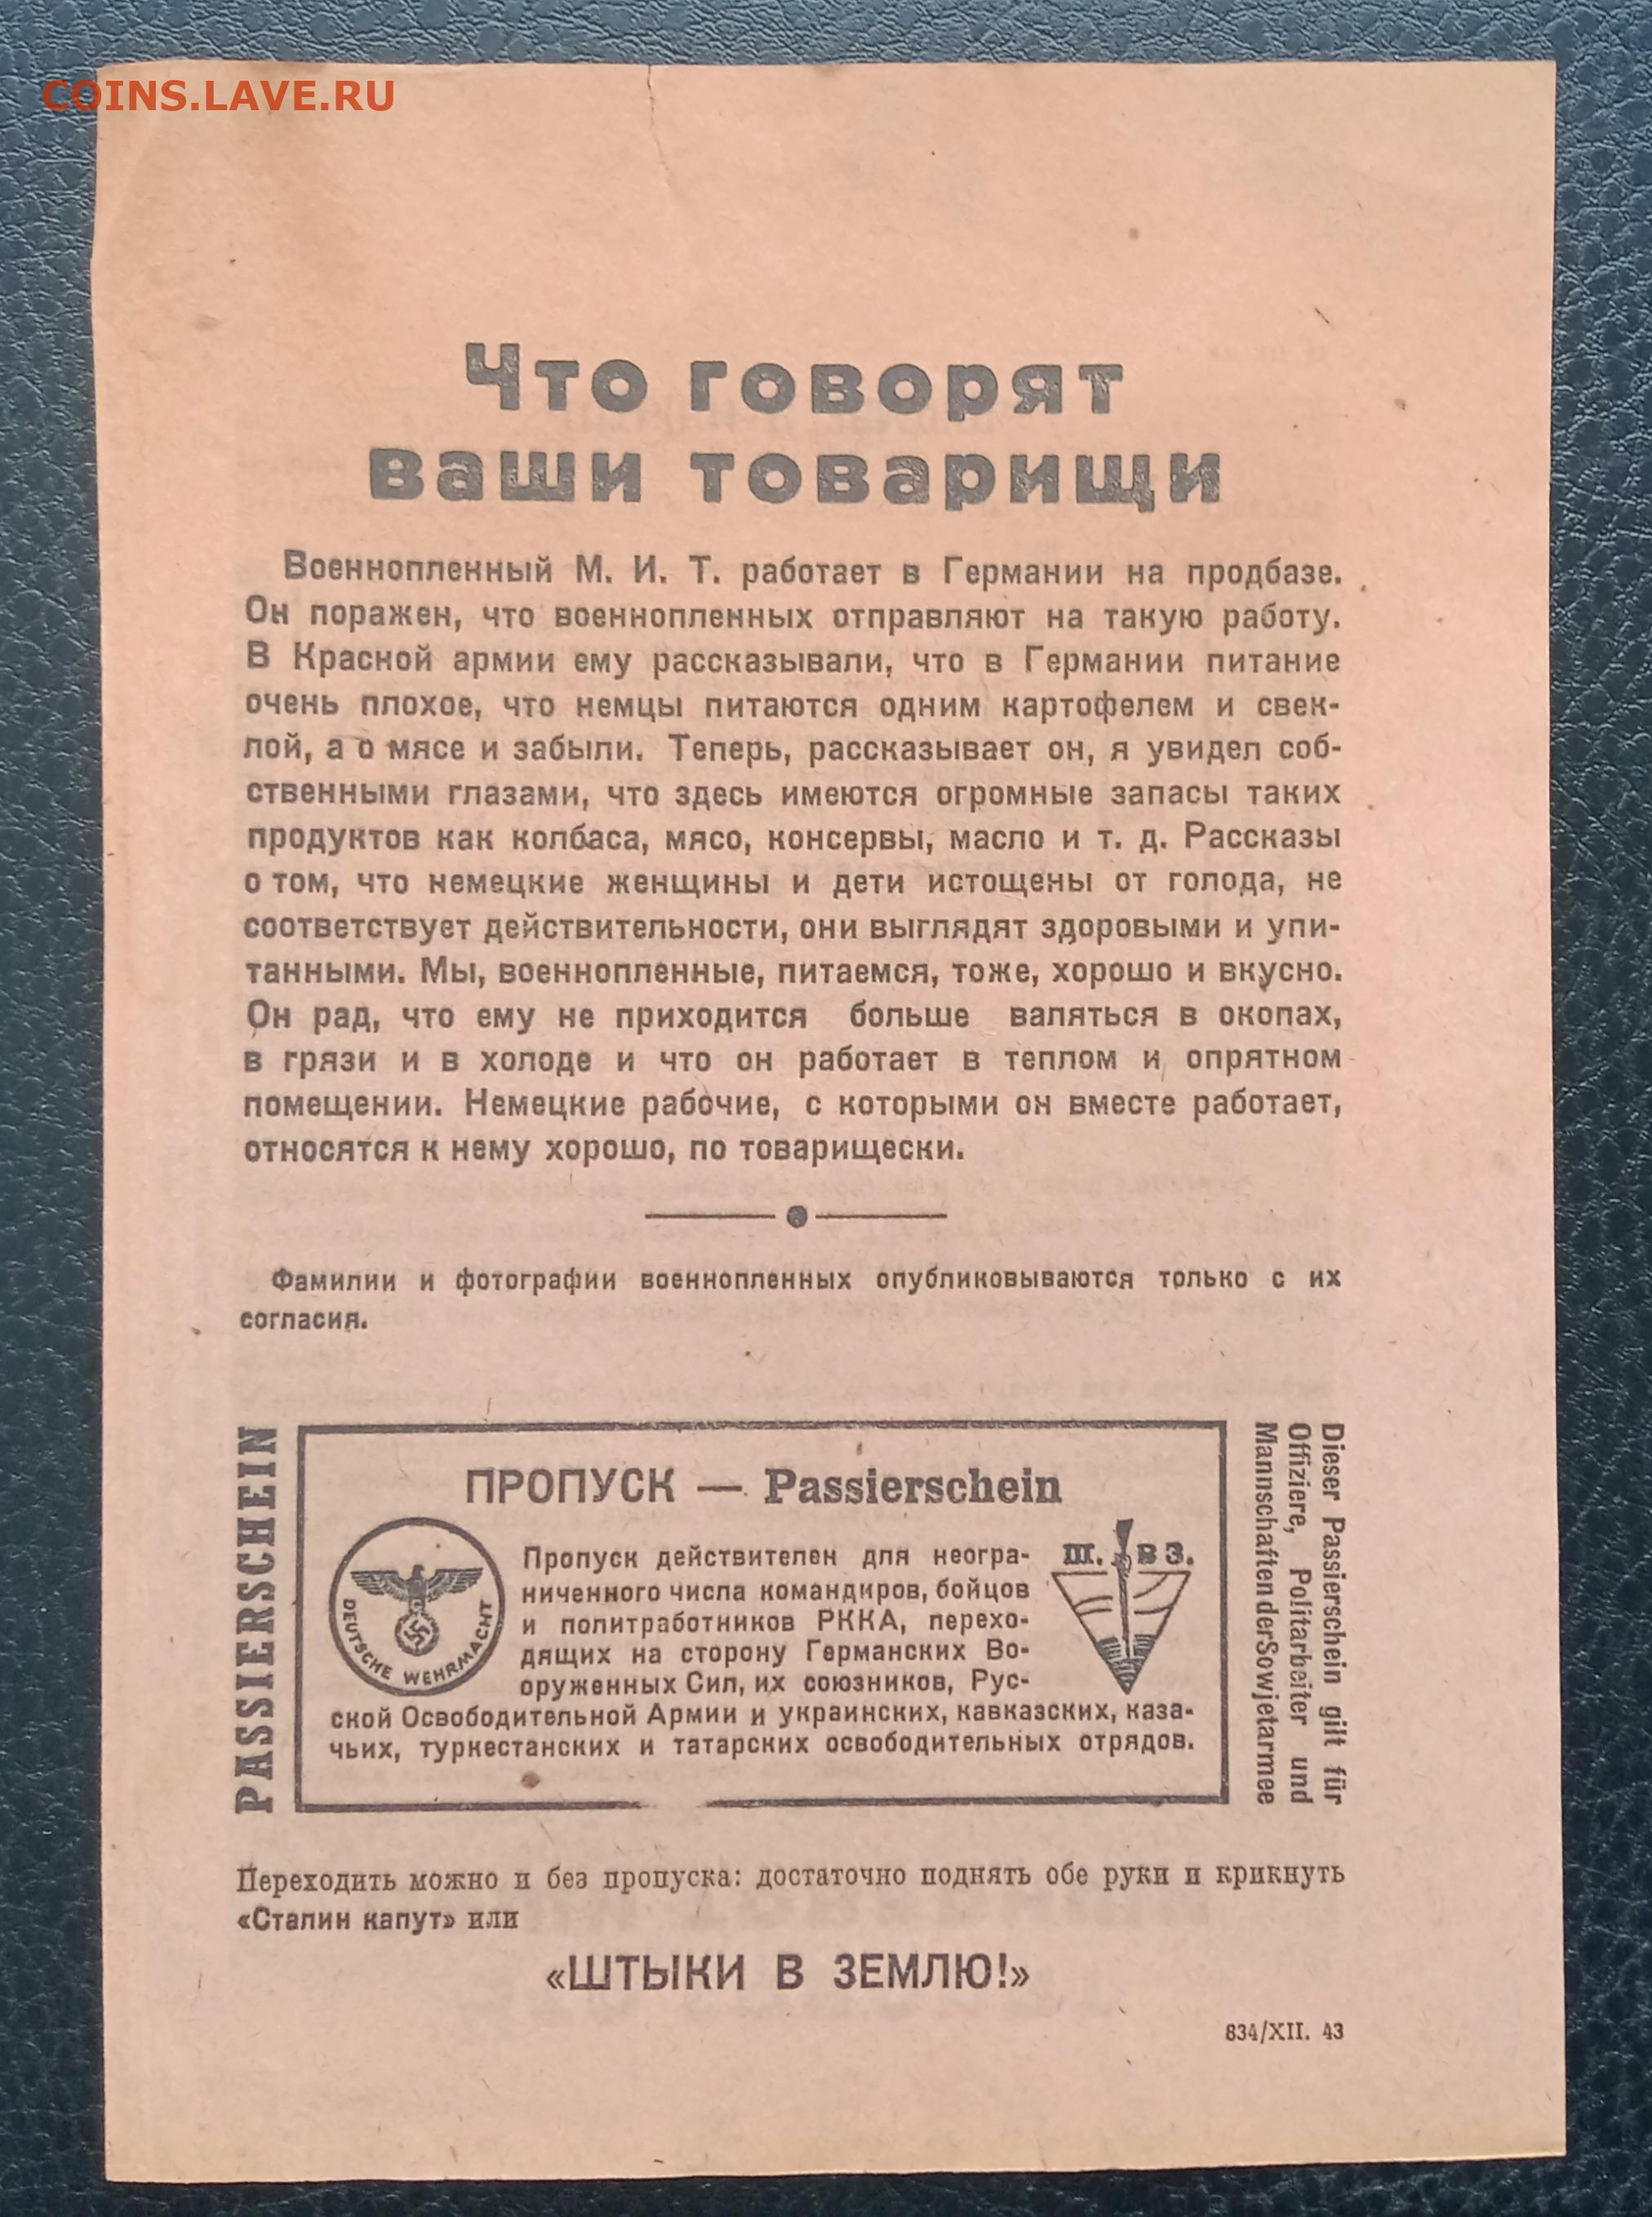 COINS.LAVE.RU
Что говорят
ваши товарищи
Военнопленный М. И. Т. работает в Германии на продбазе.
Он поражен, что военнопленных отправляют на такую работу.
В Красной армии ему рассказывали, что в Германии питание
очень плохое, что немцы питаются одним картофелем и свек-
лой, а о мясе и забыли. Теперь, рассказывает он, я увидел соб-
ственными глазами, что здесь имеются огромные запасы таких
продуктов как колбаса, мясо, консервы, масло и т. д. Рассказы
о том, что немецкие женщины и дети истощены от голода, не
соответствует действительности, они выглядят здоровыми и упи-
танными. Мы, военнопленные, питаемся, тоже, хорошо и вкусно.
Он рад, что ему не приходится больше валяться в окопах,
в грязи и в холоде и что он работает в теплом и опрятном
помещении. Немецкие рабочие, с которыми он вместе работает,
относятся к нему хорошо, по товарищески.
Фамилии и фотографии военнопленных опубликовываются только с их
согласия.
PASSIERSCHEIN
ПРОПУСК — Passierschein
DEUTSCHE WEHRMACHT
Пропуск действителен для неогра-
ниченного числа командиров, бойцов
и политработников РККА, перехо-
дящих на сторону Германских Во-
оруженных Сил, их союзников, Рус-
ской Освободительной Армии и украинских, кавказских, каза-
чьих, туркестанских и татарских освободительных отрядов.
Ш. В З.
Dieser Passierschein gilt für
Offiziere, Politarbeiter und
Mannschaften der Sowjetarmee
Переходить можно и без пропуска: достаточно поднять обе руки и крикнуть
«Сталин капут» или
«ШТЫКИ В ЗЕМЛЮ!»
834/XII. 43